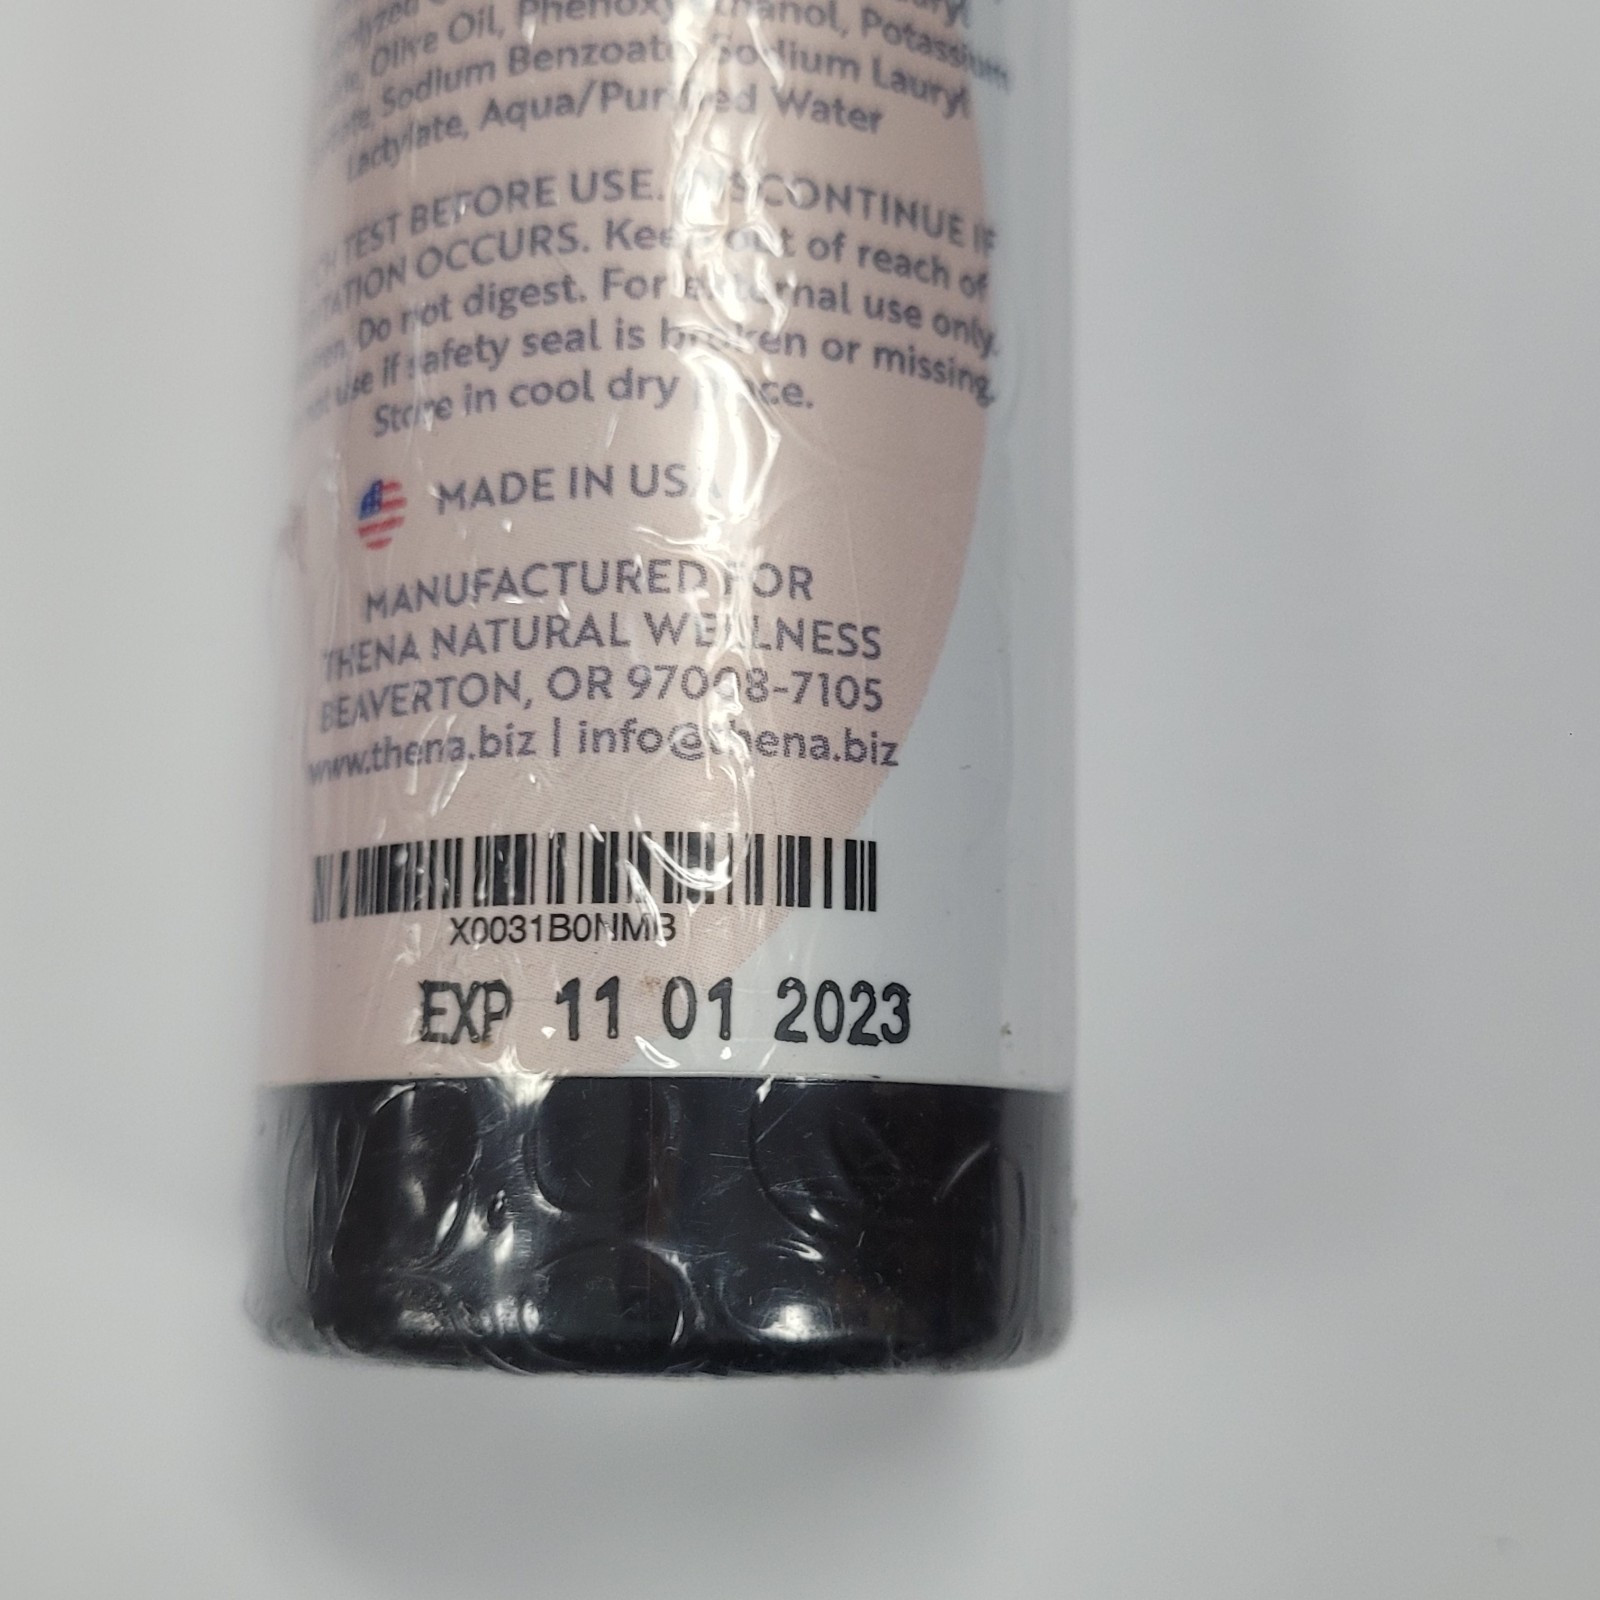 Olive Oil, Phenoxyethanol, Potassium
Sodium Benzoate, Sodium Lauryl
Lactylate, Aqua/Purified Water
TEST BEFORE USE. DISCONTINUE IF
OCCURS. Keep out of reach of
Do not digest. For external use only.
not use if safety seal is broken or missing.
Store in cool dry place.
MADE IN USA
MANUFACTURED FOR
THENA NATURAL WELLNESS
BEAVERTON, OR 97008-7105
www.thena.biz | info@thena.biz
X0031B0NMB
EXP 11 01 2023